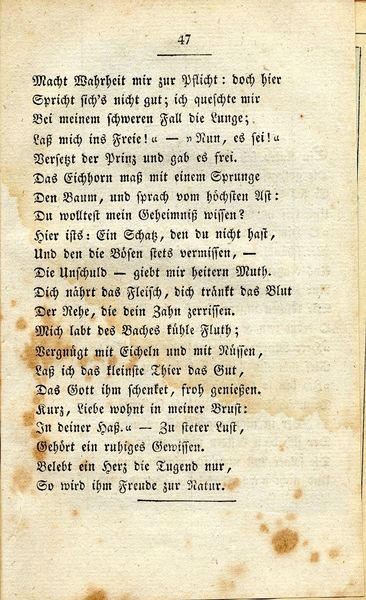 47
Macht Wahrheit mir zur Pflicht: doch hier
Spricht sich's nicht gut; ich queschte mir
Bei meinem schweren Fall die Lunge;
Laß mich ins Freie!“ — „Nun, es sei!“
Versetzt der Prinz und gab es frei.
Das Eichhorn maß mit einem Sprunge
Den Baum, und sprach vom höchsten Ast:
Du wolltest mein Geheimniß wissen?
Hier ists: Ein Schatz, den du nicht hast,
Und den die Bösen stets vermissen, —
Die Unschuld — giebt mir heitern Muth.
Dich nährt das Fleisch, dich tränkt das Blut
Der Rehe, die dein Zahn zerrissen.
Mich labt des Baches kühle Fluth;
Vergnügt mit Eicheln und mit Nüssen,
Laß ich das kleinste Thier das Gut,
Das Gott ihm schenket, froh genießen.
Kurz, Liebe wohnt in meiner Brust:
In deiner Haß.“ — Zu steter Lust,
Gehört ein ruhiges Gewissen.
Belebt ein Herz die Tugend nur,
So wird ihm Freude zur Natur.